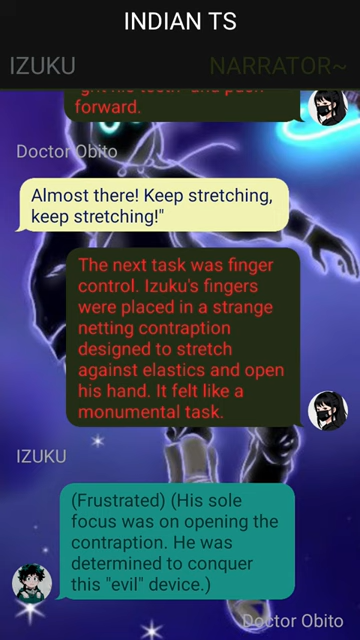 INDIAN TS
IZUKU NARRATOR~
forward.
Doctor Obito
Almost there! Keep stretching,
keep stretching!"
The next task was finger
control. Izuku's fingers
were placed in a strange
netting contraption
designed to stretch
against elastics and open
his hand. It felt like a
monumental task.
IZUKU
(Frustrated) (His sole
focus was on opening the
contraption. He was
determined to conquer
this "evil" device.)
Doctor Obito